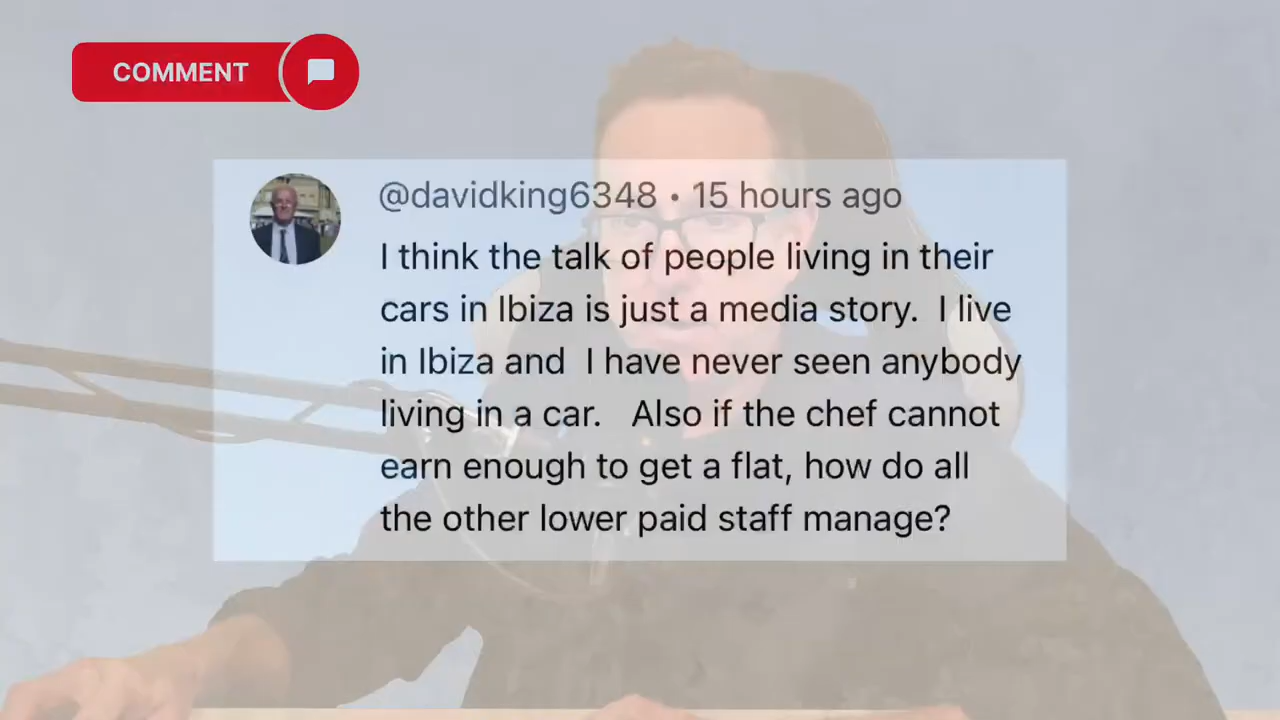 COMMENT
@davidking6348 • 15 hours ago
I think the talk of people living in their
cars in Ibiza is just a media story.  I live
in Ibiza and  I have never seen anybody
living in a car.   Also if the chef cannot
earn enough to get a flat, how do all
the other lower paid staff manage?